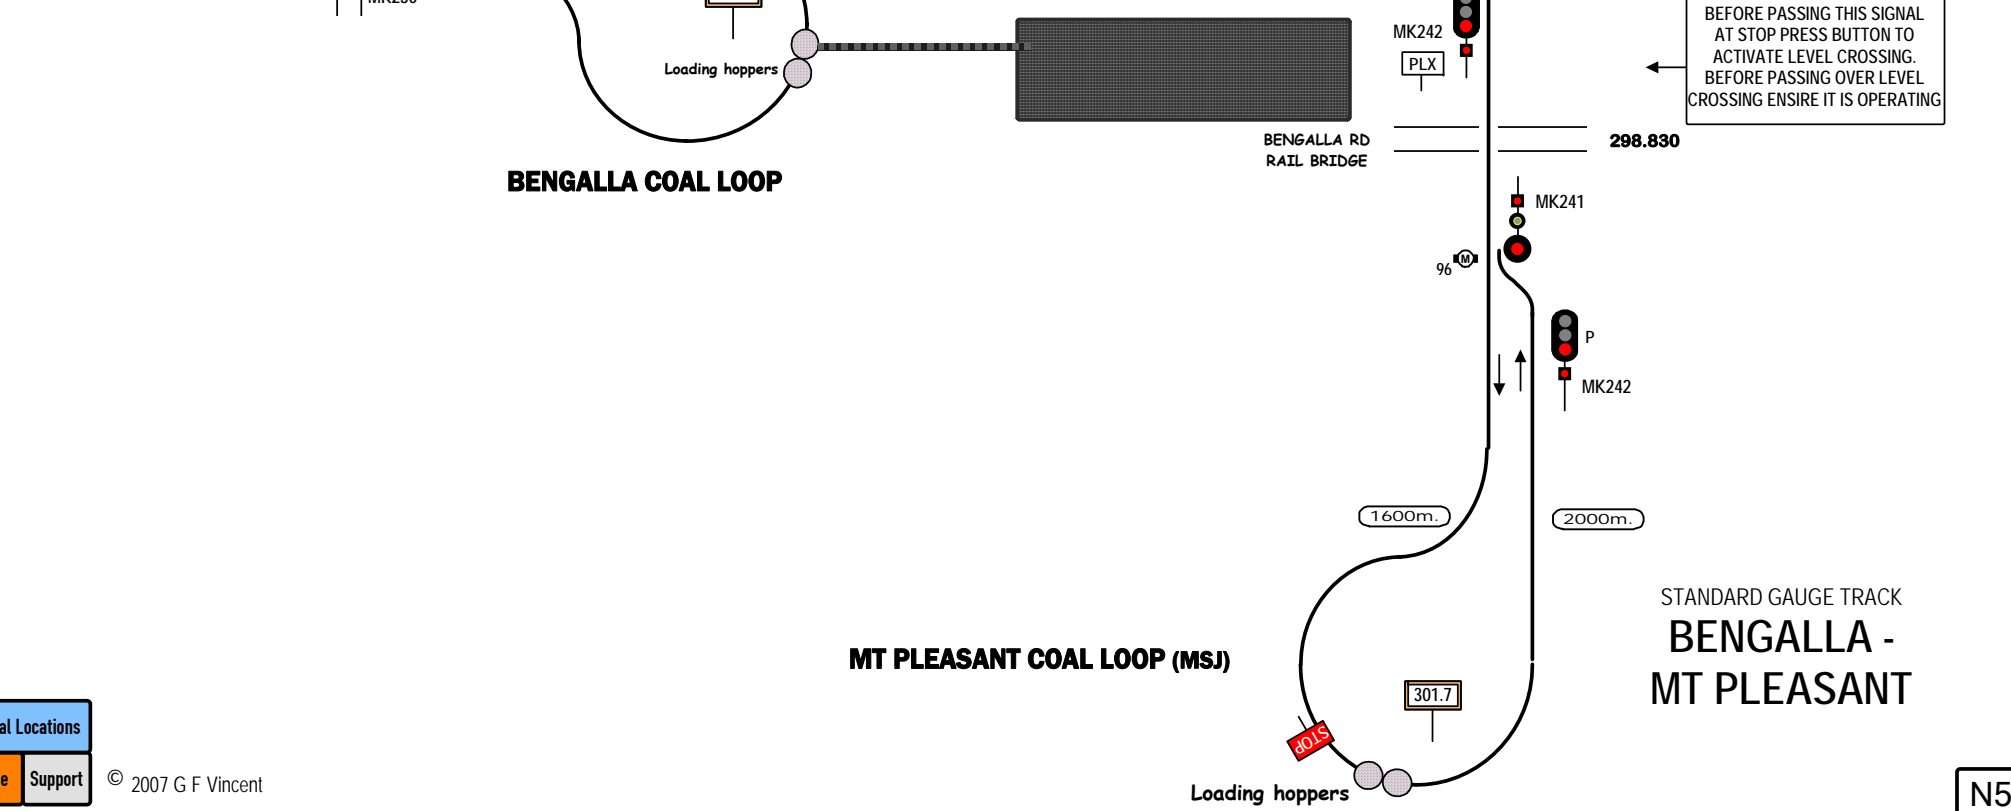 Loading hoppers
BENGALLA COAL LOOP
MK242
PLX
BEFORE PASSING THIS SIGNAL
AT STOP PRESS BUTTON TO
ACTIVATE LEVEL CROSSING.
BEFORE PASSING OVER LEVEL
CROSSING ENSIRE IT IS OPERATING
BENGALLA RD
RAIL BRIDGE
298.830
MK241
96
M
P
MK242
1600m.
2000m.
STANDARD GAUGE TRACK
BENGALLA -
MT PLEASANT
MT PLEASANT COAL LOOP (MSJ)
301.7
STOP
Loading hoppers
al Locations
e
Support
© 2007 G F Vincent
N5